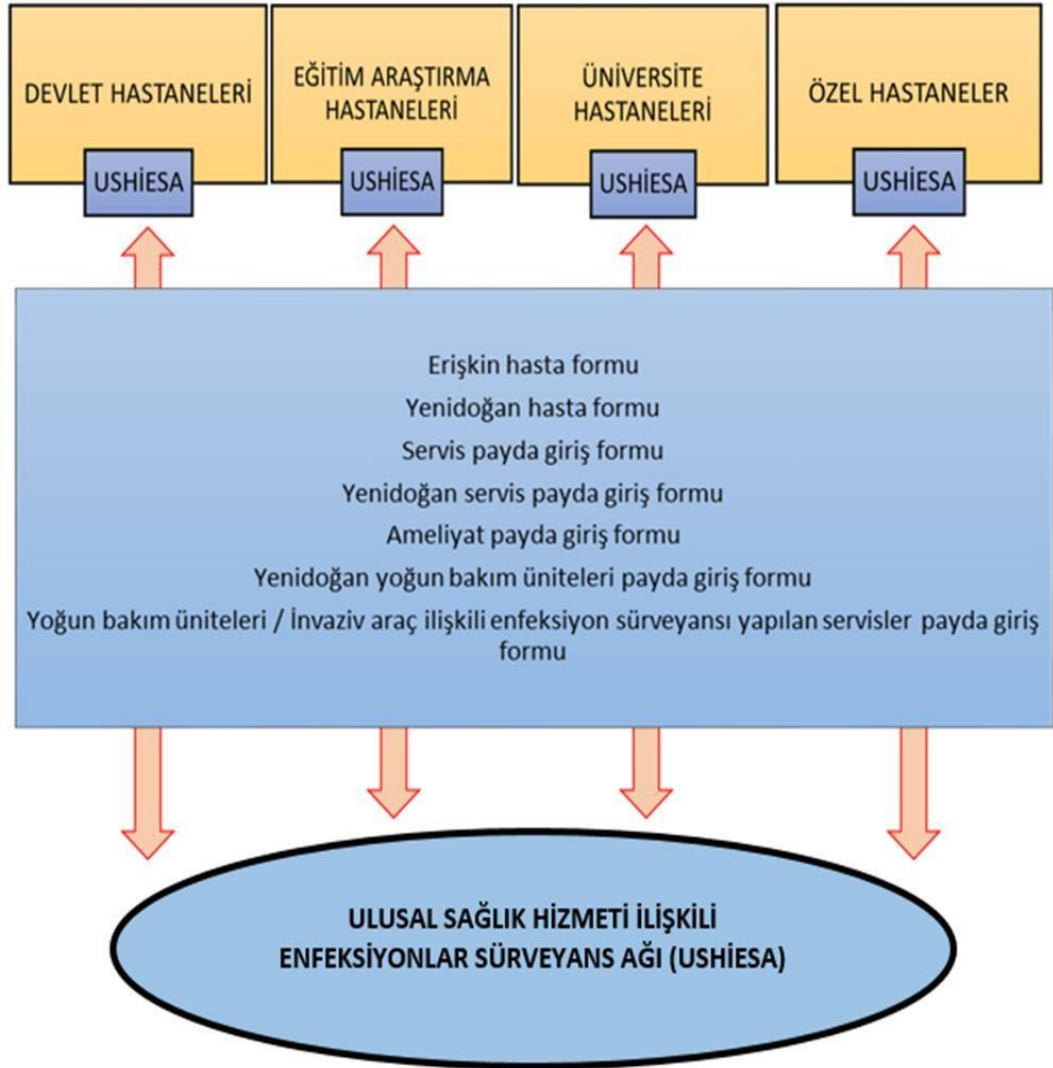 DEVLET HASTANELERİ
USHİESA
EĞİTİM ARAŞTIRMA
HASTANELERİ
USHİESA
ÜNİVERSİTE
HASTANELERİ
USHİESA
ÖZEL HASTANELER
USHİESA
Erişkin hasta formu
Yenidoğan hasta formu
Servis payda giriş formu
Yenidoğan servis payda giriş formu
Ameliyat payda giriş formu
Yenidoğan yoğun bakım üniteleri payda giriş formu
Yoğun bakım üniteleri / İnvaziv araç ilişkili enfeksiyon sürveyansı yapılan servisler payda giriş
formu
ULUSAL SAĞLIK HİZMETİ İLİŞKİLİ
ENFEKSİYONLAR SÜRVEYANS AĞI (USHİESA)